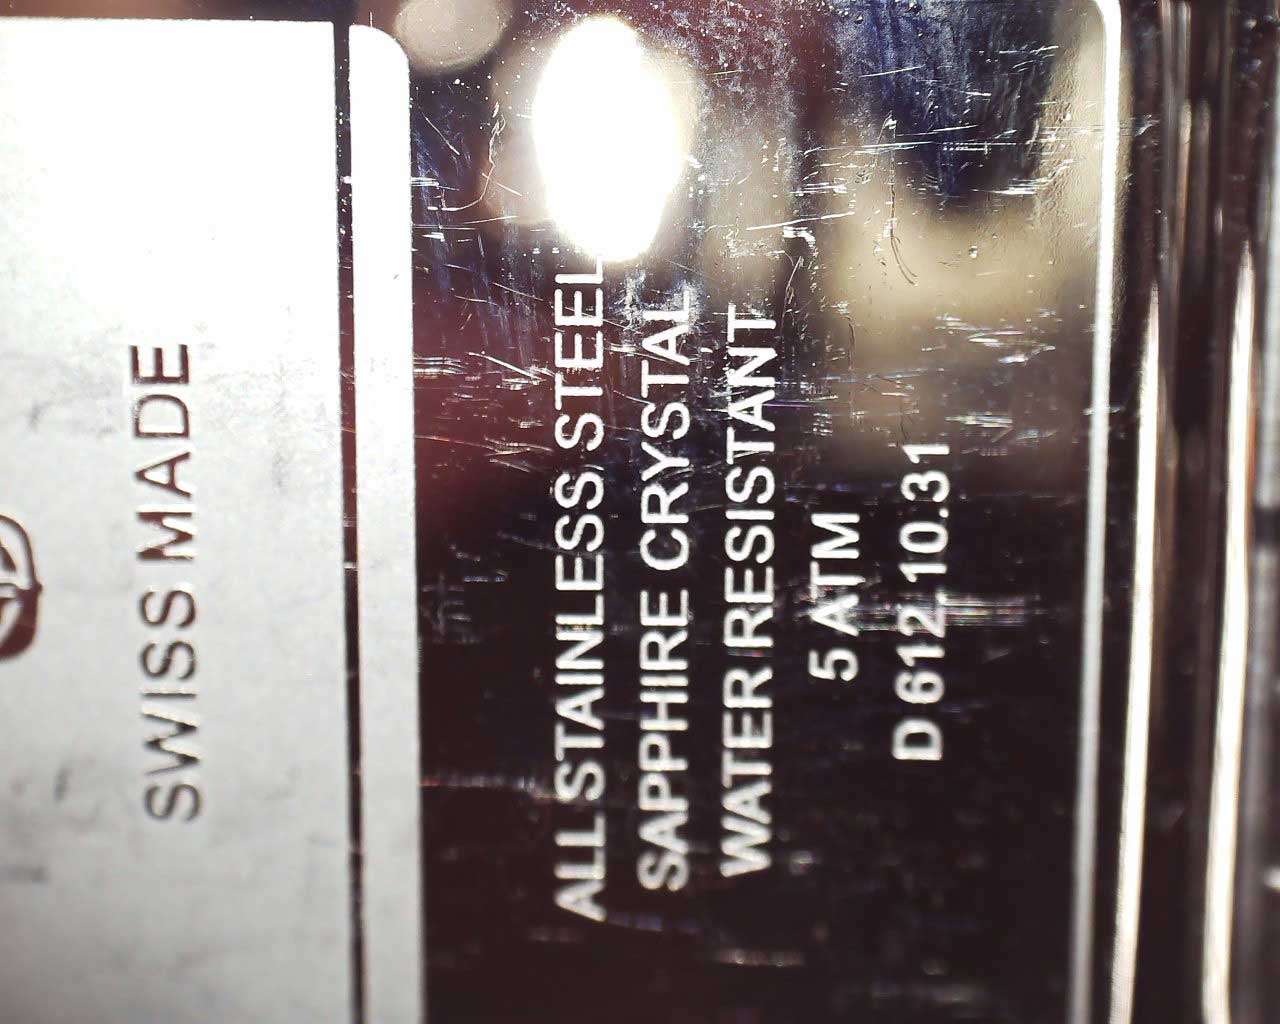 SWISS MADE
ALL STAINLESS STEEL
SAPPHIRE CRYSTAL
WATER RESISTANT
5 ATM
D 612.10.31